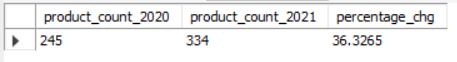 product_count_2020 product_count_2021 percentage_chg
245 334 36.3265